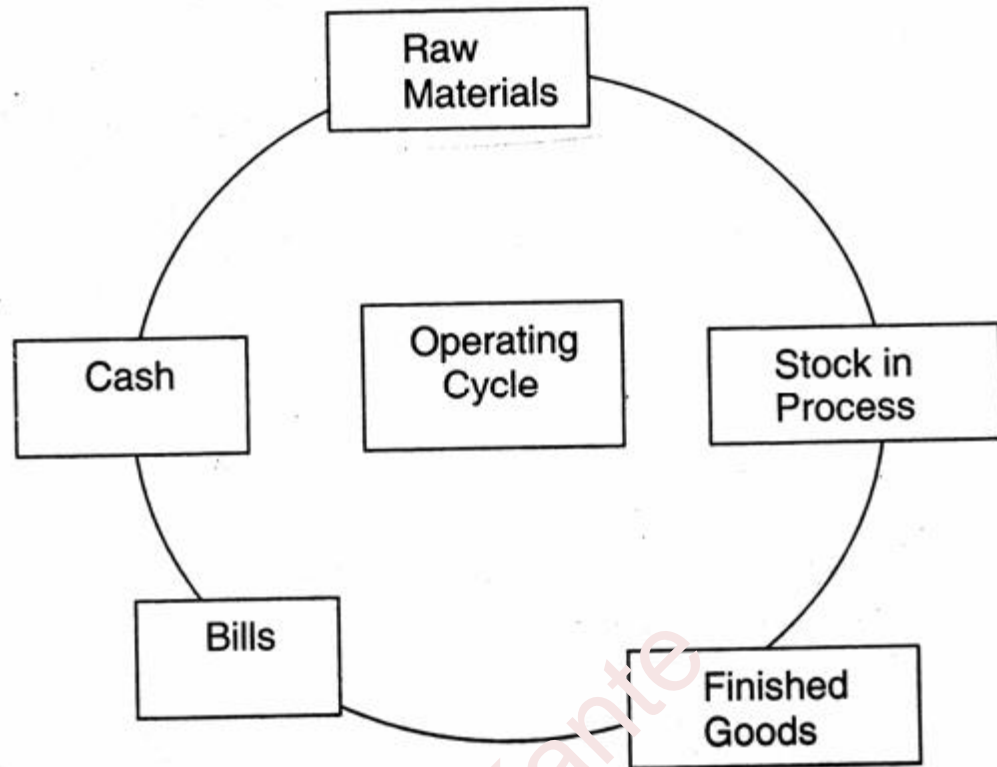 Raw
Materials
Operating
Cycle
Cash
Stock in
Process
Bills
Finished
Goods